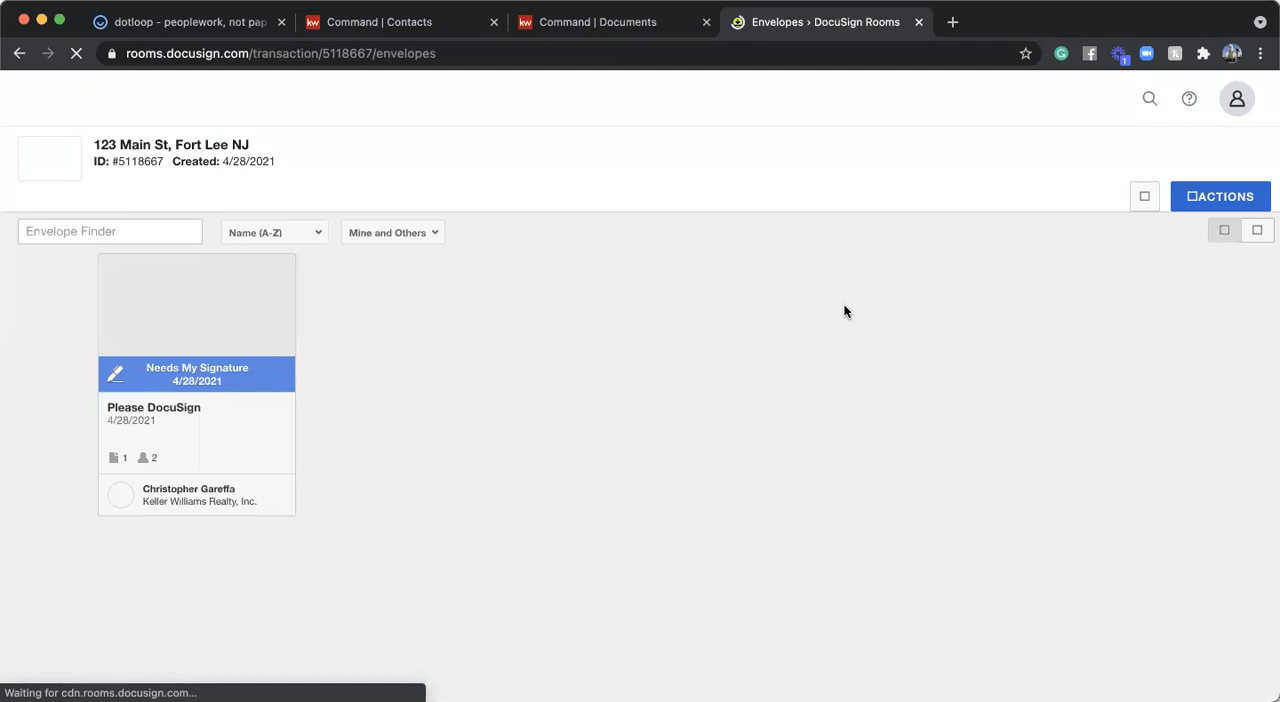 dotloop - peoplework, not pap
Command | Contacts
Command | Documents
Envelopes › DocuSign Rooms
rooms.docusign.com/transaction/5118667/envelopes
1
123 Main St, Fort Lee NJ
ID: #5118667 Created: 4/28/2021
ACTIONS
Envelope Finder
Name (A-Z)
Mine and Others
Needs My Signature
4/28/2021
Please DocuSign
4/28/2021
1 2
Christopher Gareffa
Keller Williams Realty, Inc.
Waiting for cdn.rooms.docusign.com...